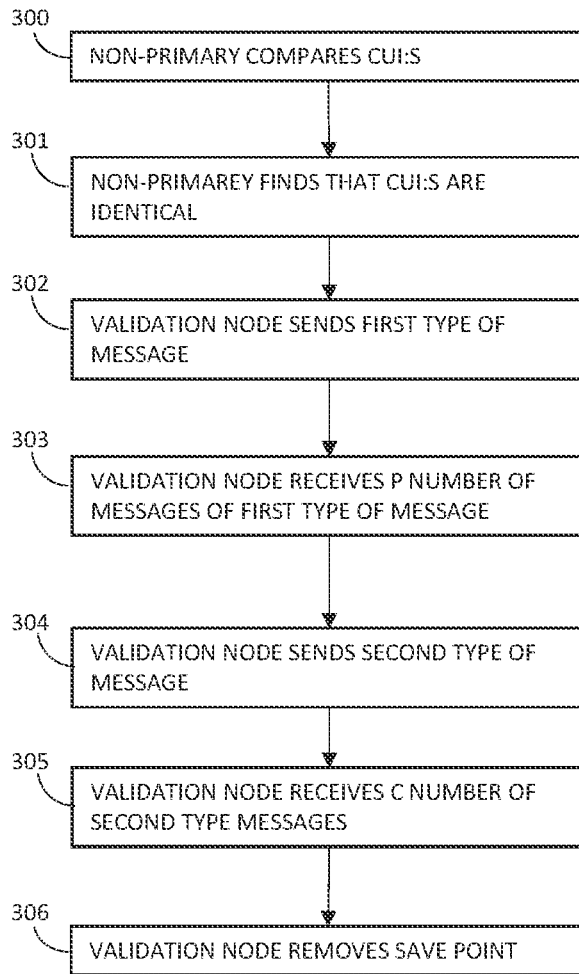 300
NON-PRIMARY COMPARES CUI:S
301
NON-PRIMAREY FINDS THAT CUI:S ARE
IDENTICAL
302
VALIDATION NODE SENDS FIRST TYPE OF
MESSAGE
303
VALIDATION NODE RECEIVES P NUMBER OF
MESSAGES OF FIRST TYPE OF MESSAGE
304
VALIDATION NODE SENDS SECOND TYPE OF
MESSAGE
305
VALIDATION NODE RECEIVES C NUMBER OF
SECOND TYPE MESSAGES
306
VALIDATION NODE REMOVES SAVE POINT